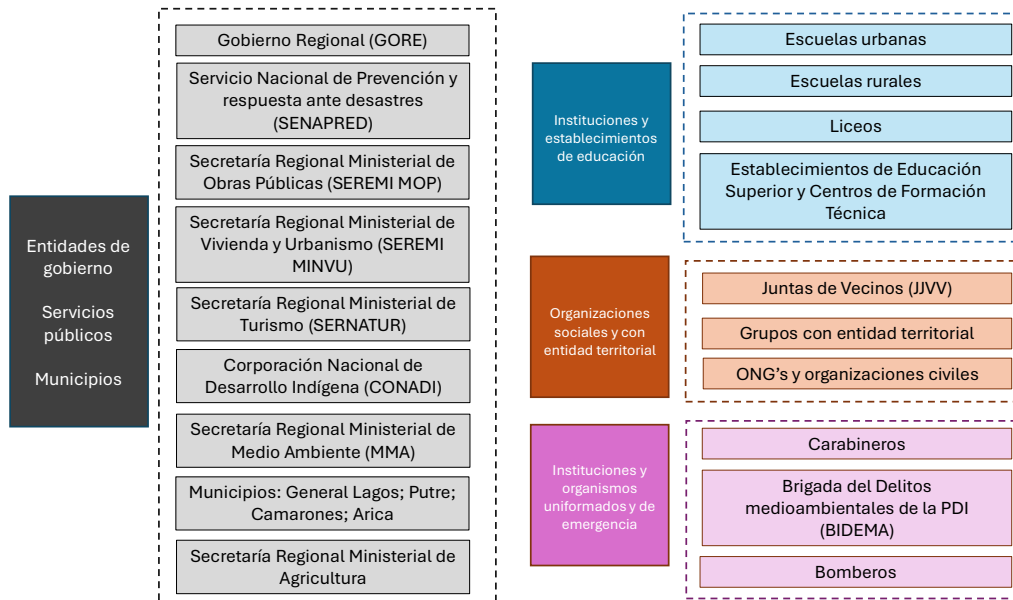 Entidades de
gobierno
Servicios
públicos
Municipios
Gobierno Regional (GORE)
Servicio Nacional de Prevención y
respuesta ante desastres
(SENAPRED)
Secretaría Regional Ministerial de
Obras Públicas (SEREMI MOP)
Secretaría Regional Ministerial de
Vivienda y Urbanismo (SEREMI
MINVU)
Secretaría Regional Ministerial de
Turismo (SERNATUR)
Corporación Nacional de
Desarrollo Indígena (CONADI)
Secretaría Regional Ministerial de
Medio Ambiente (MMA)
Municipios: General Lagos; Putre;
Camarones; Arica
Secretaría Regional Ministerial de
Agricultura
Instituciones y
establecimientos
de educación
Escuelas urbanas
Escuelas rurales
Liceos
Establecimientos de Educación
Superior y Centros de Formación
Técnica
Organizaciones
sociales y con
entidad territorial
Juntas de Vecinos (JJVV)
Grupos con entidad territorial
ONG's y organizaciones civiles
Instituciones y
organismos
uniformados y de
emergencia
Carabineros
Brigada del Delitos
medioambientales de la PDI
(BIDEMA)
Bomberos